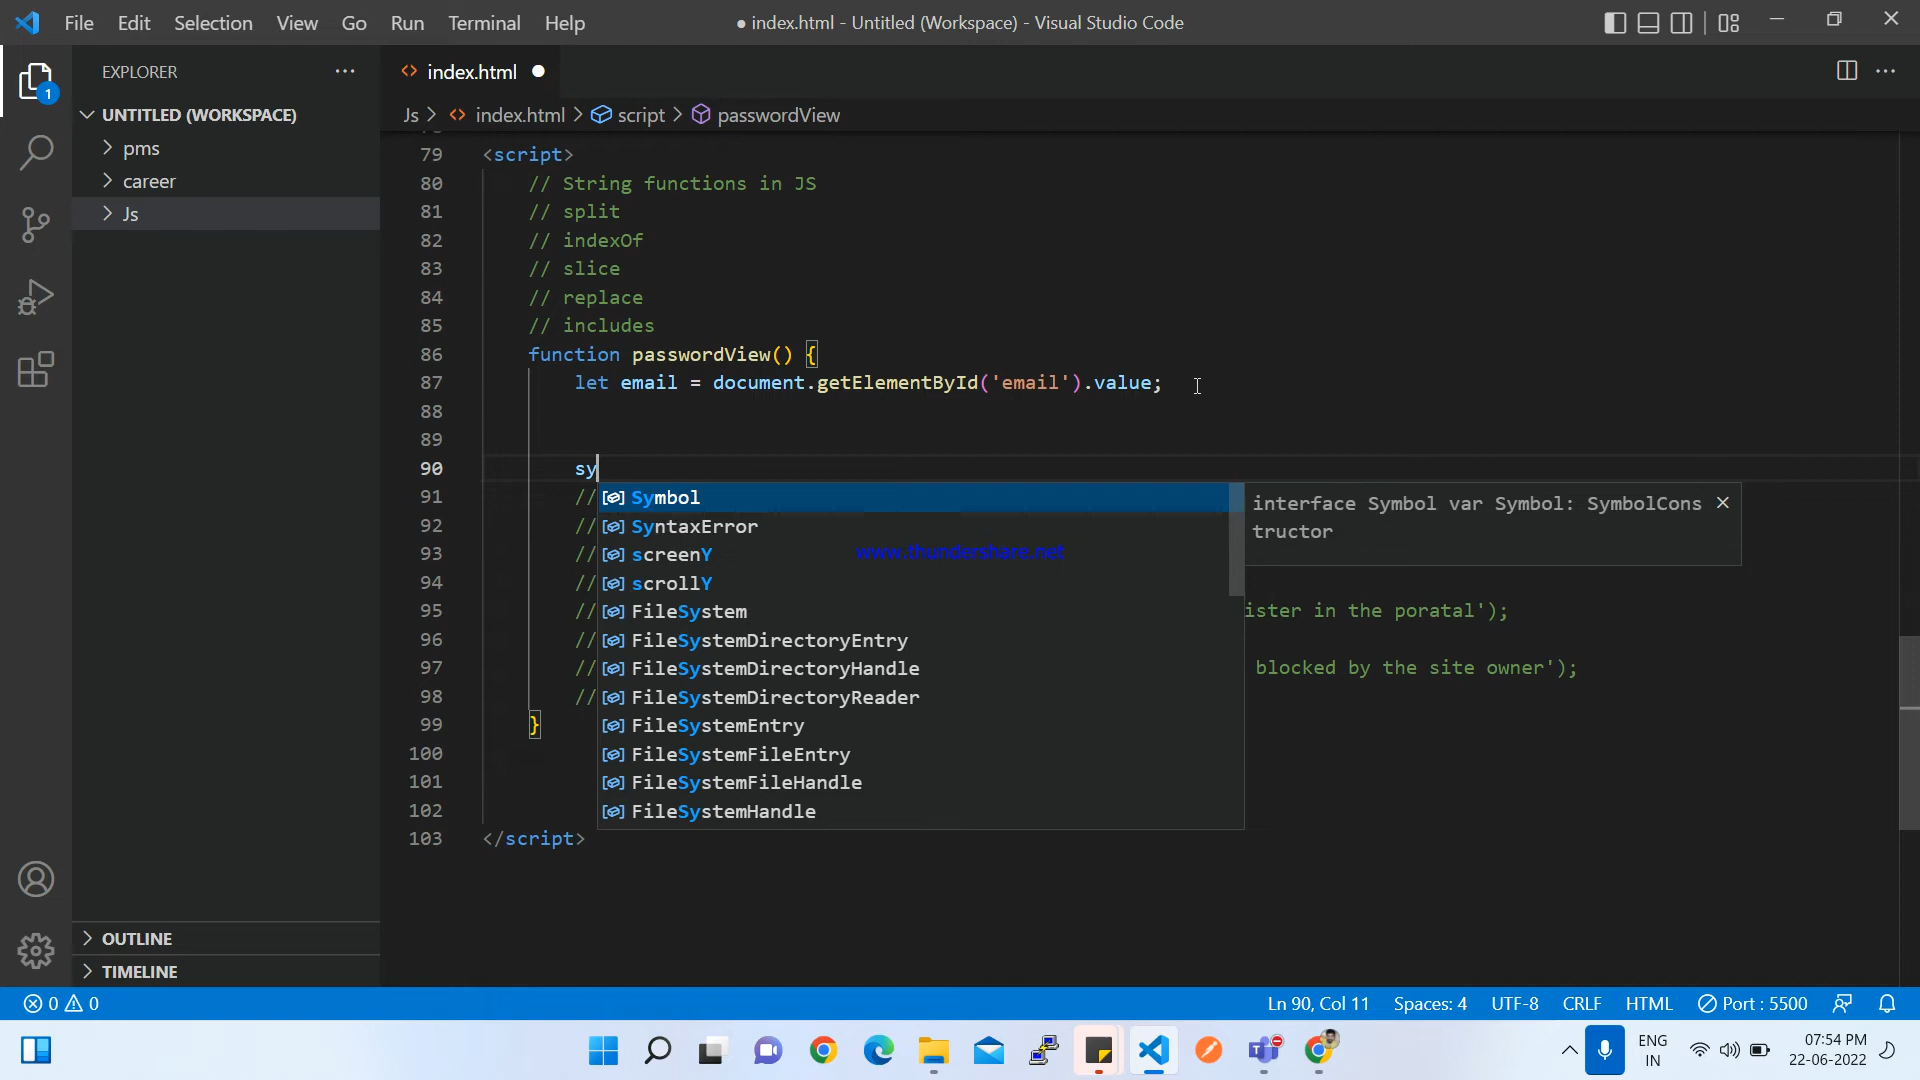 File Edit Selection View Go Run Terminal Help
● index.html - Untitled (Workspace) - Visual Studio Code
EXPLORER
index.html
1
UNTITLED (WORKSPACE)
pms
career
Js
Js > index.html > script > passwordView
79 <script>
80 // String functions in JS
81 // split
82 // indexOf
83 // slice
84 // replace
85 // includes
86 function passwordView() {
87 let email = document.getElementById('email').value;
88
89
90 sy
91 //
92 //
93 //
94 //
95 // ister in the poratal');
96 //
97 // blocked by the site owner');
98 //
99 }
100
101
102
103 </script>
Symbol
SyntaxError
screenY
scrollY
FileSystem
FileSystemDirectoryEntry
FileSystemDirectoryHandle
FileSystemDirectoryReader
FileSystemEntry
FileSystemFileEntry
FileSystemFileHandle
FileSystemHandle
interface Symbol var Symbol: SymbolCons
tructor
www.thundershare.net
OUTLINE
TIMELINE
0 0
Ln 90, Col 11 Spaces: 4 UTF-8 CRLF HTML Port : 5500
ENG
IN
07:54 PM
22-06-2022